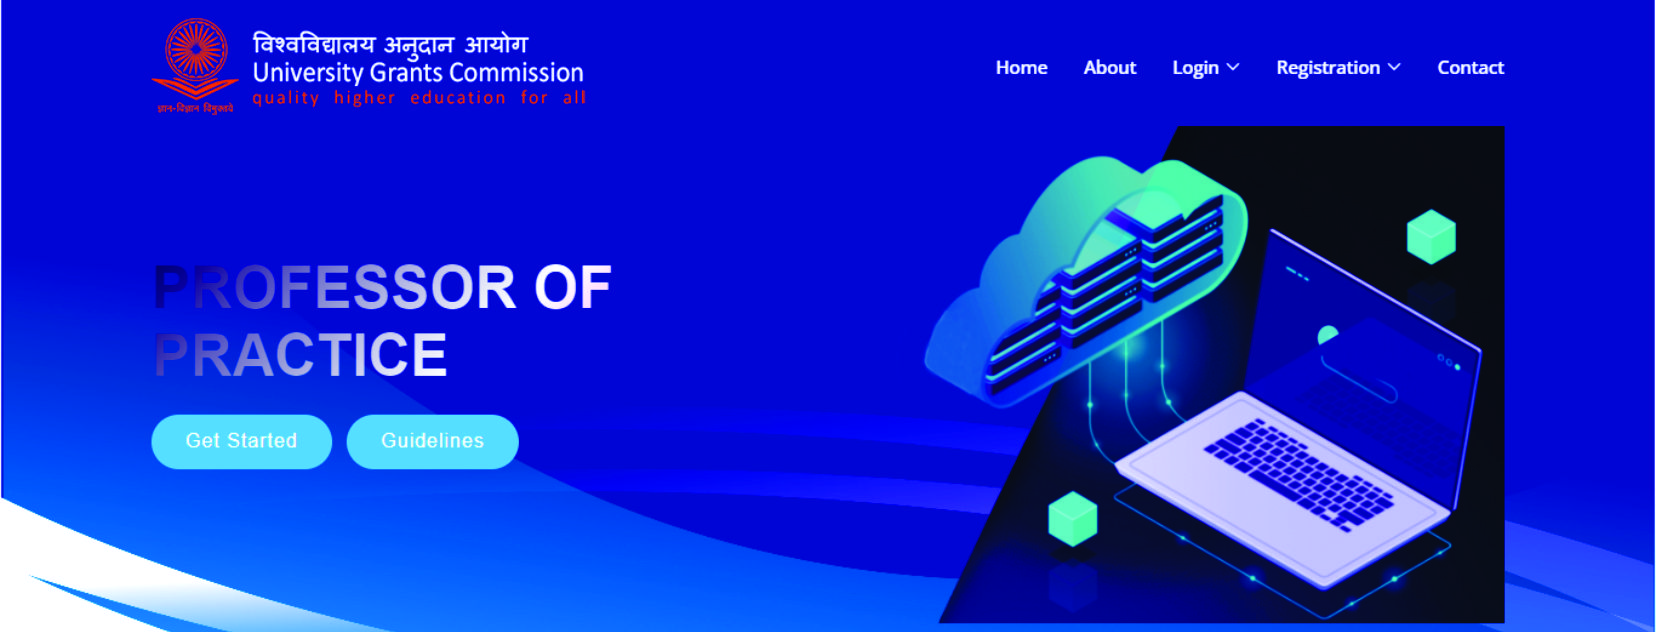 विश्वविद्यालय अनुदान आयोग
University Grants Commission
quality higher education for all
ज्ञान-विज्ञान विमुक्तये
Home About Login Registration Contact
PROFESSOR OF
PRACTICE
Get Started Guidelines